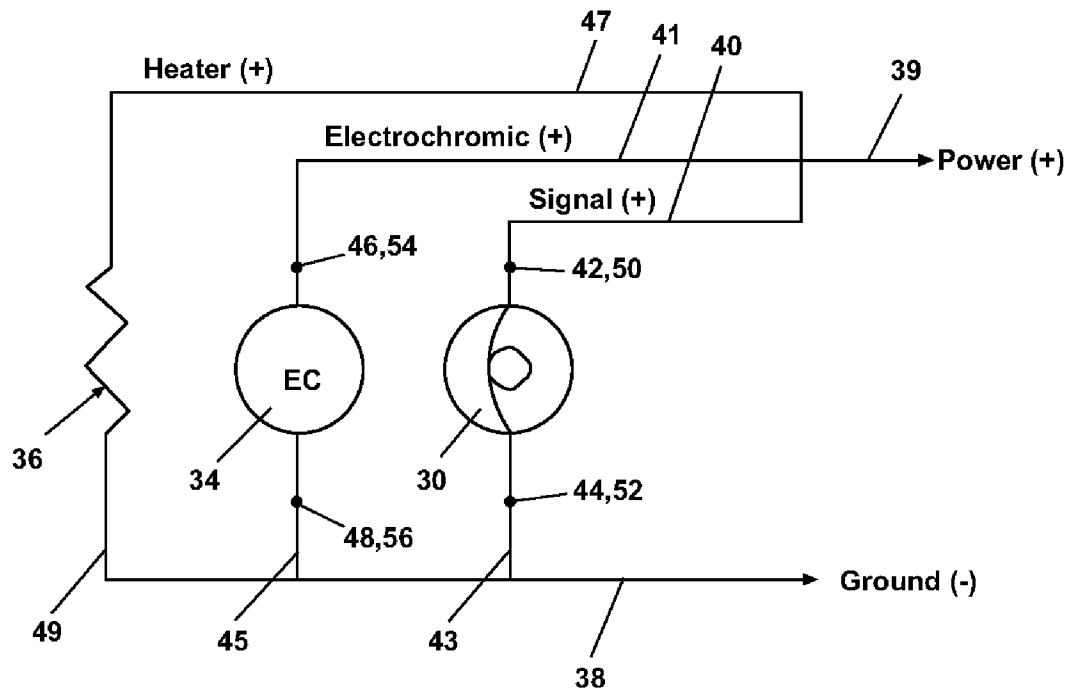 47
41
40
39
Heater (+)
Electrochromic (+)
Power (+)
Signal (+)
46,54
42,50
EC
36
34
30
44,52
48,56
Ground (-)
49
45
43
38